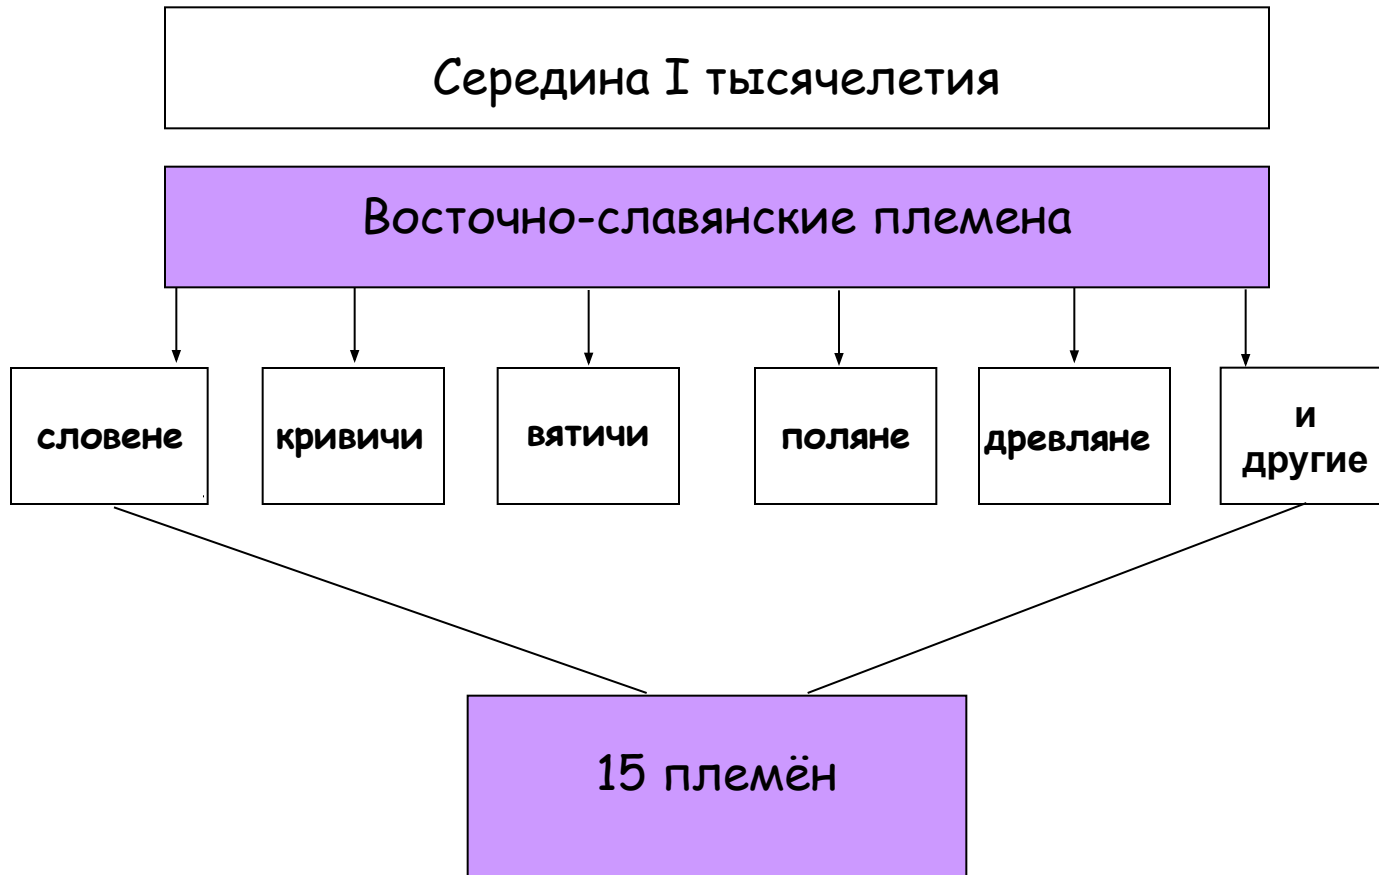 Середина I тысячелетия
Восточно-славянские племена
словене
кривичи
вятичи
поляне
древляне
и
другие
15 племён